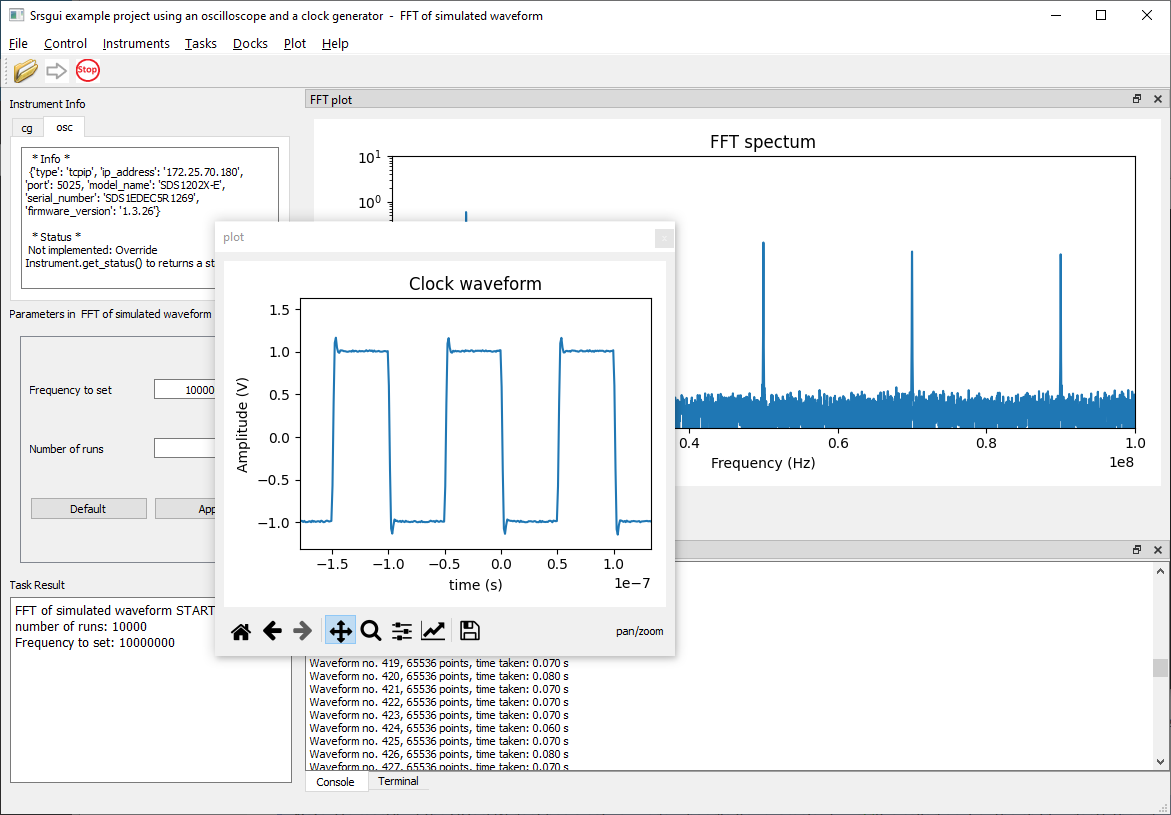 Srsgui example project using an oscilloscope and a clock generator - FFT of simulated waveform
File Control Instruments Tasks Docks Plot Help
Stop
Instrument Info
cg osc
* Info *
{'type': 'tcpip', 'ip_address': '172.25.70.180',
'port': 5025, 'model_name': 'SDS1202X-E',
'serial_number': 'SDS1EDEC5R1269',
'firmware_version': '1.3.26'}
* Status *
Not implemented: Override
Instrument.get_status() to returns a st
Parameters in FFT of simulated waveform
Frequency to set 10000
Number of runs
Default App
Task Result
FFT of simulated waveform START
number of runs: 10000
Frequency to set: 10000000
FFT plot
FFT spectum
10¹
10⁰
0.4 0.6 0.8 1.0
Frequency (Hz) 1e8
plot
Clock waveform
1.5
1.0
0.5
0.0
−0.5
−1.0
Amplitude (V)
−1.5 −1.0 −0.5 0.0 0.5 1.0
time (s) 1e−7
pan/zoom
Waveform no. 419, 65536 points, time taken: 0.070 s
Waveform no. 420, 65536 points, time taken: 0.080 s
Waveform no. 421, 65536 points, time taken: 0.070 s
Waveform no. 422, 65536 points, time taken: 0.070 s
Waveform no. 423, 65536 points, time taken: 0.070 s
Waveform no. 424, 65536 points, time taken: 0.060 s
Waveform no. 425, 65536 points, time taken: 0.070 s
Waveform no. 426, 65536 points, time taken: 0.080 s
Waveform no. 427, 65536 points, time taken: 0.070 s
Console Terminal